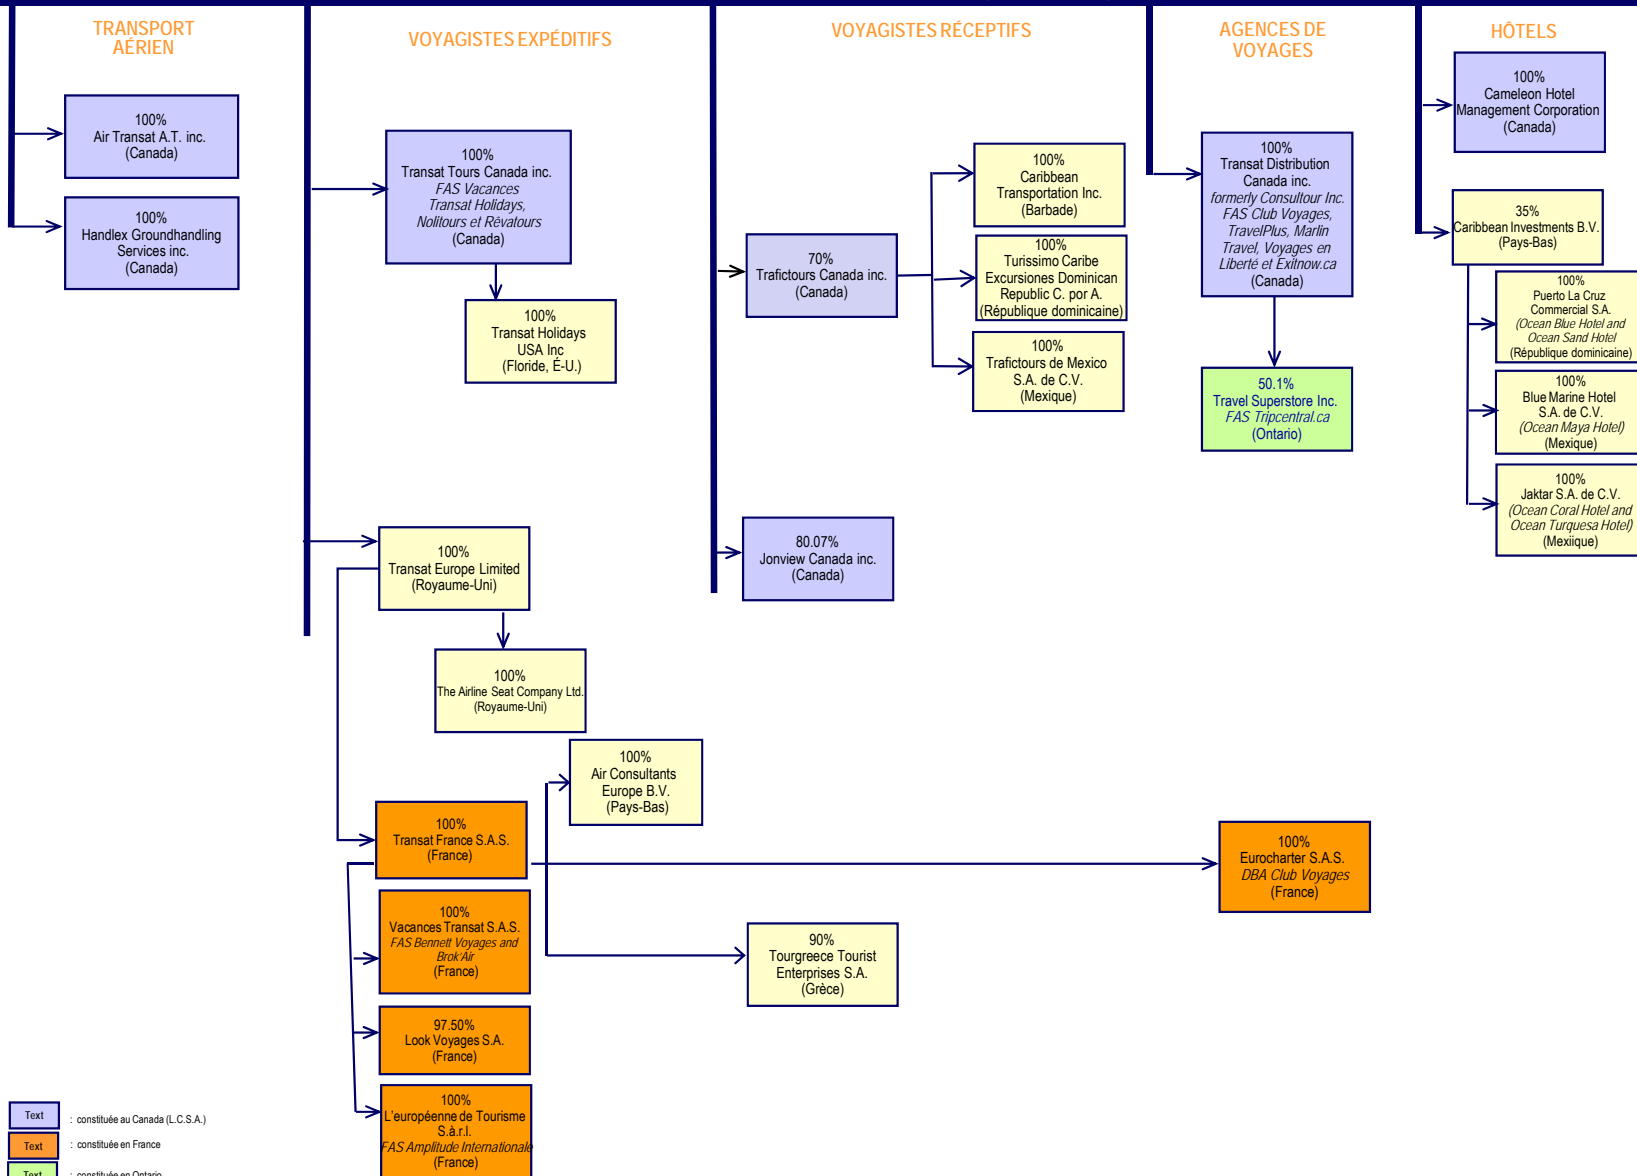 TRANSPORT
AÉRIEN
100%
Air Transat A.T. inc.
(Canada)
100%
Handlex Groundhandling
Services inc.
(Canada)
VOYAGISTES EXPÉDITIFS
100%
Transat Tours Canada inc.
FAS Vacances
Transat Holidays,
Nolitours et Rêvatours
(Canada)
100%
Transat Holidays
USA Inc
(Floride, É-U.)
100%
Transat Europe Limited
(Royaume-Uni)
100%
The Airline Seat Company Ltd.
(Royaume-Uni)
100%
Air Consultants
Europe B.V.
(Pays-Bas)
100%
Transat France S.A.S.
(France)
100%
Vacances Transat S.A.S.
FAS Bennett Voyages and
Brok'Air
(France)
97.50%
Look Voyages S.A.
(France)
100%
L'européenne de Tourisme
S.à.r.l.
FAS Amplitude Internationale
(France)
VOYAGISTES RÉCEPTIFS
70%
Trafictours Canada inc.
(Canada)
100%
Caribbean
Transportation Inc.
(Barbade)
100%
Turissimo Caribe
Excursiones Dominican
Republic C. por A.
(République dominicaine)
100%
Trafictours de Mexico
S.A. de C.V.
(Mexique)
80.07%
Jonview Canada inc.
(Canada)
90%
Tourgreece Tourist
Enterprises S.A.
(Grèce)
AGENCES DE
VOYAGES
100%
Transat Distribution
Canada inc.
formerly Consultour Inc.
FAS Club Voyages,
TravelPlus, Marlin
Travel, Voyages en
Liberté et Exitnow.ca
(Canada)
50.1%
Travel Superstore Inc.
FAS Tripcentral.ca
(Ontario)
100%
Eurocharter S.A.S.
DBA Club Voyages
(France)
HÔTELS
100%
Cameleon Hotel
Management Corporation
(Canada)
35%
Caribbean Investments B.V.
(Pays-Bas)
100%
Puerto La Cruz
Commercial S.A.
(Ocean Blue Hotel and
Ocean Sand Hotel
(République dominicaine)
100%
Blue Marine Hotel
S.A. de C.V.
(Ocean Maya Hotel)
(Mexique)
100%
Jaktar S.A. de C.V.
(Ocean Coral Hotel and
Ocean Turquesa Hotel)
(Mexiique)
Text : constituée au Canada (L.C.S.A.)
Text : constituée en France
Text : constituée en Ontario